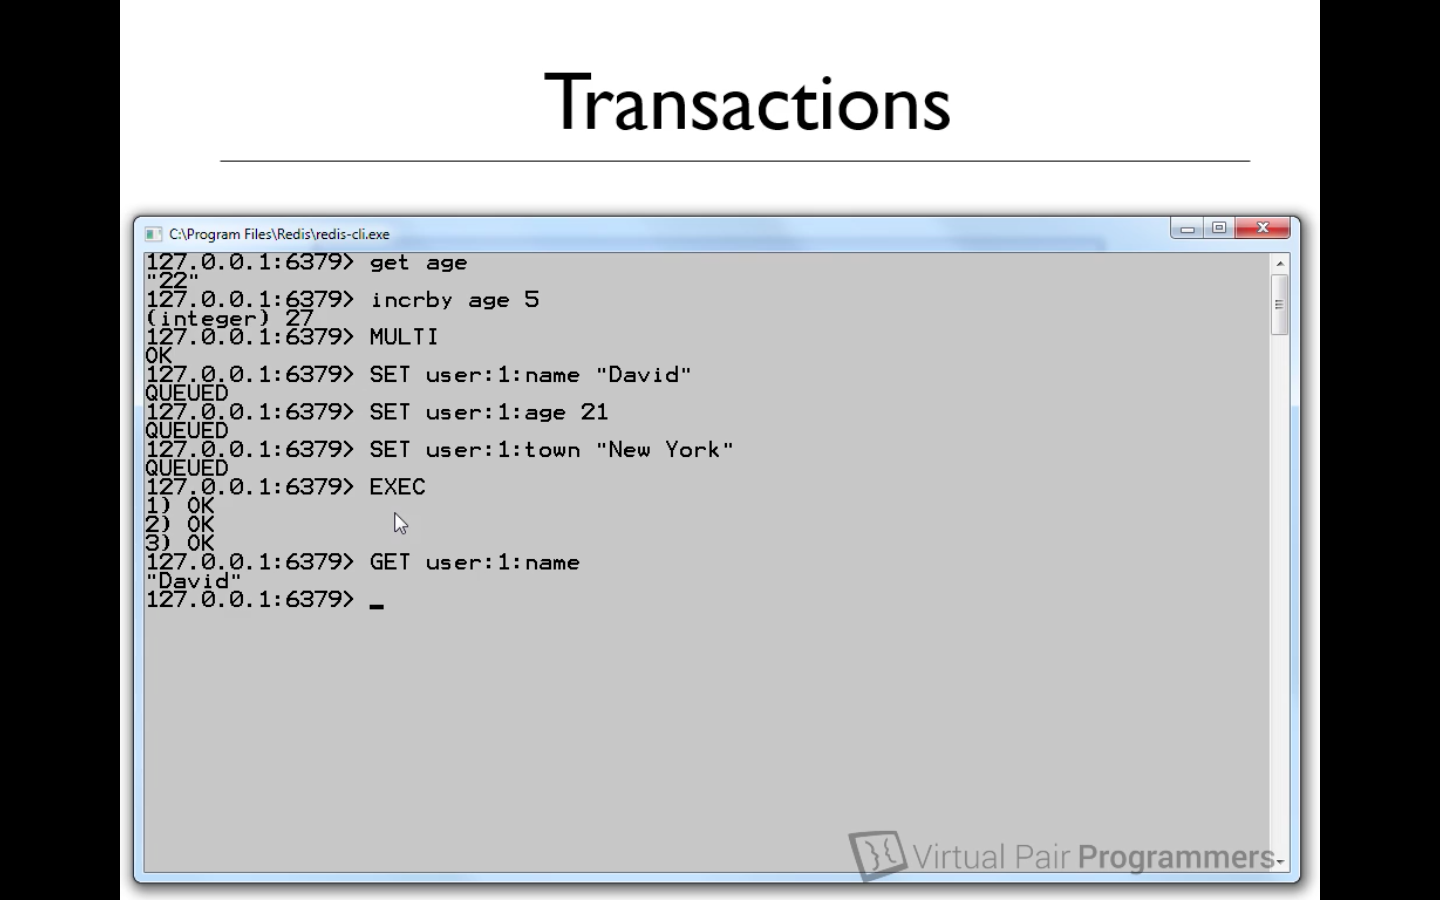 Transactions
C:\Program Files\Redis\redis-cli.exe
127.0.0.1:6379> get age
"22"
127.0.0.1:6379> incrby age 5
(integer) 27
127.0.0.1:6379> MULTI
OK
127.0.0.1:6379> SET user:1:name "David"
QUEUED
127.0.0.1:6379> SET user:1:age 21
QUEUED
127.0.0.1:6379> SET user:1:town "New York"
QUEUED
127.0.0.1:6379> EXEC
1) OK
2) OK
3) OK
127.0.0.1:6379> GET user:1:name
"David"
127.0.0.1:6379> _
Virtual Pair Programmers